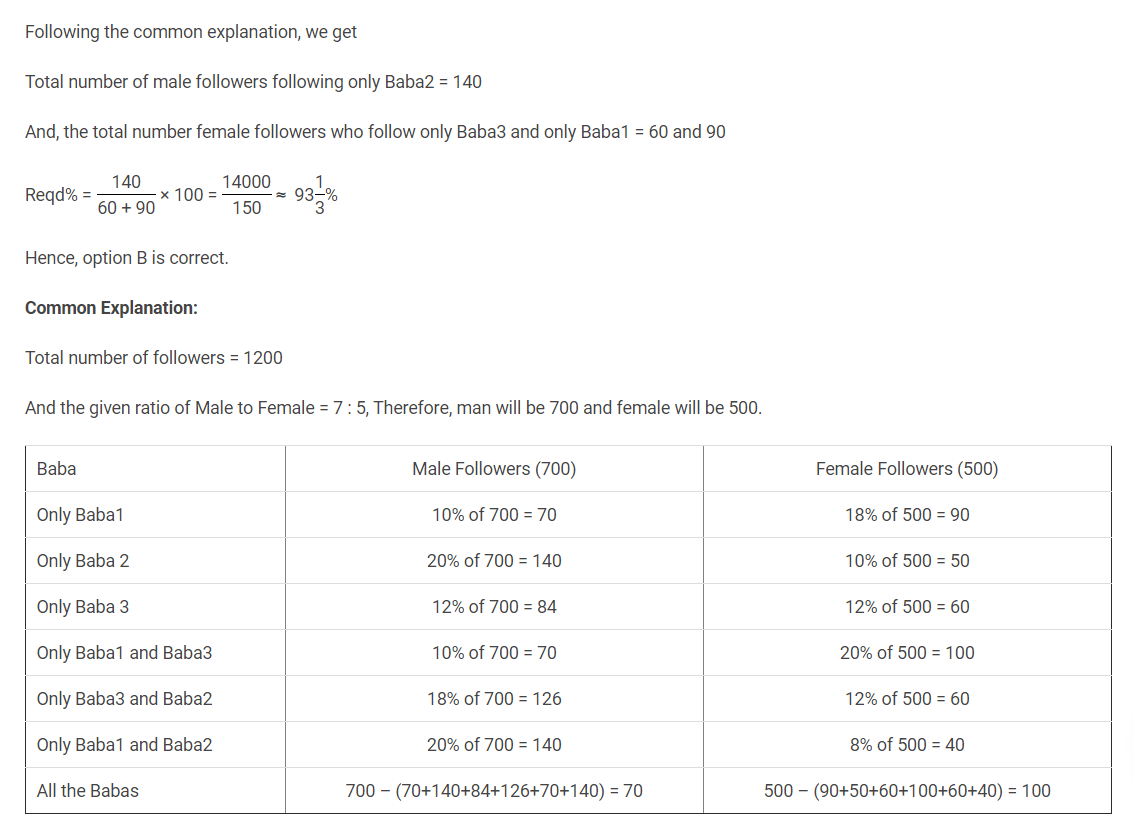 Following the common explanation, we get
Total number of male followers following only Baba2 = 140
And, the total number female followers who follow only Baba3 and only Baba1 = 60 and 90
Reqd% = 140 / 60 + 90 × 100 = 14000 / 150 ≈ 93 1/3 %
Hence, option B is correct.
Common Explanation:
Total number of followers = 1200
And the given ratio of Male to Female = 7 : 5, Therefore, man will be 700 and female will be 500.
Baba Male Followers (700) Female Followers (500)
Only Baba1 10% of 700 = 70 18% of 500 = 90
Only Baba 2 20% of 700 = 140 10% of 500 = 50
Only Baba 3 12% of 700 = 84 12% of 500 = 60
Only Baba1 and Baba3 10% of 700 = 70 20% of 500 = 100
Only Baba3 and Baba2 18% of 700 = 126 12% of 500 = 60
Only Baba1 and Baba2 20% of 700 = 140 8% of 500 = 40
All the Babas 700 – (70+140+84+126+70+140) = 70 500 – (90+50+60+100+60+40) = 100